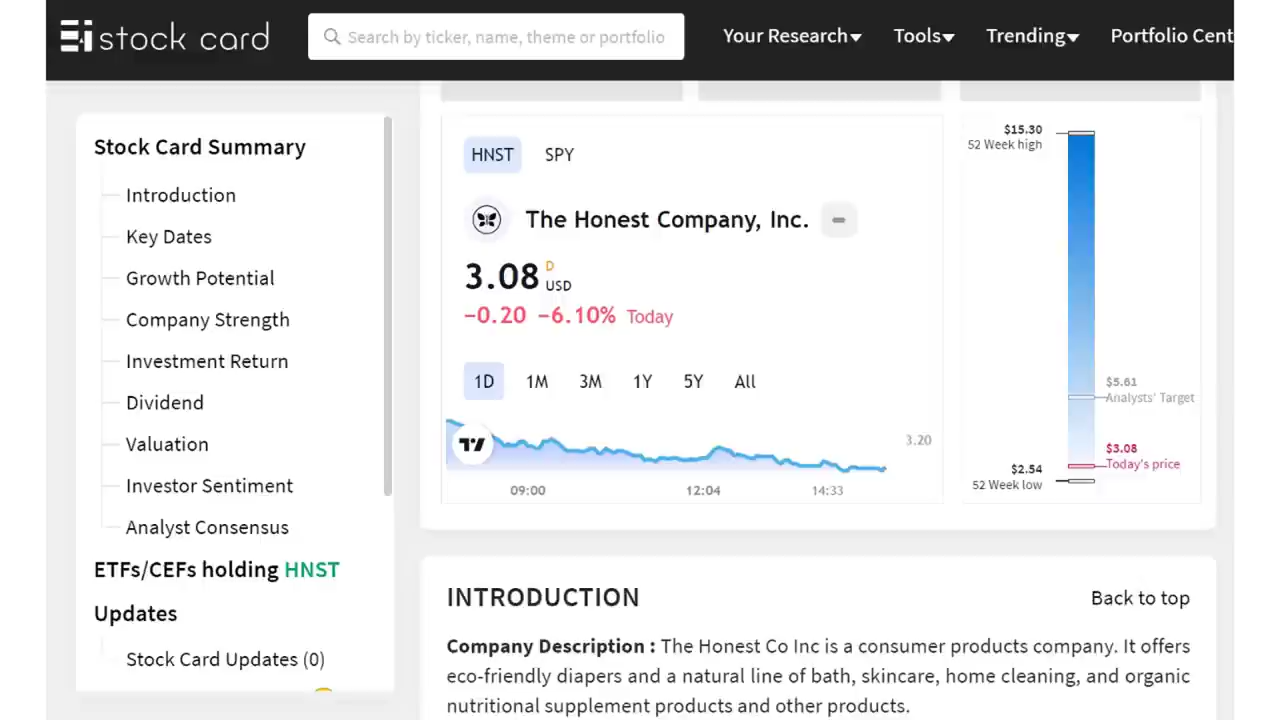 stock card
Search by ticker, name, theme or portfolio
Your Research
Tools
Trending
Portfolio Cent
Stock Card Summary
Introduction
Key Dates
Growth Potential
Company Strength
Investment Return
Dividend
Valuation
Investor Sentiment
Analyst Consensus
ETFs/CEFs holding HNST
Updates
Stock Card Updates (0)
HNST SPY
The Honest Company, Inc.
3.08 D USD
−0.20 −6.10% Today
1D 1M 3M 1Y 5Y All
3.20
09:00 12:04 14:33
$15.30
52 Week high
$5.61
Analysts' Target
$3.08
Today's price
$2.54
52 Week low
INTRODUCTION
Back to top
Company Description : The Honest Co Inc is a consumer products company. It offers
eco-friendly diapers and a natural line of bath, skincare, home cleaning, and organic
nutritional supplement products and other products.